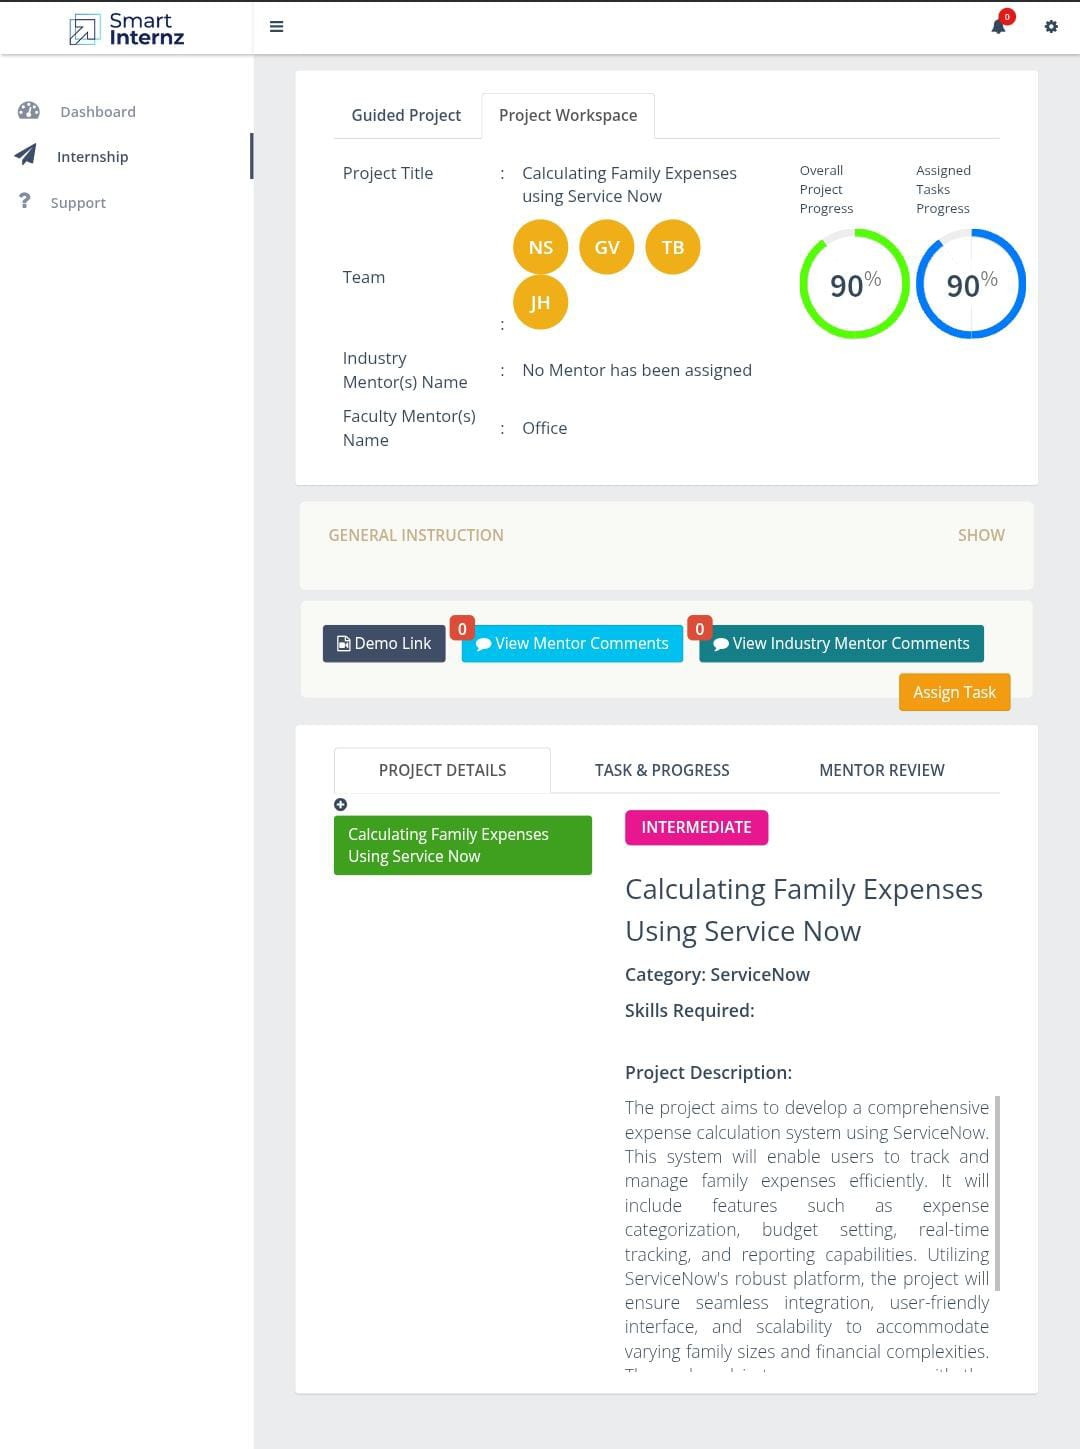 Smart
Internz
0
Dashboard
Internship
? Support
Guided Project
Project Workspace
Project Title : Calculating Family Expenses
using Service Now
Team :
NS GV TB
JH
Industry
Mentor(s) Name : No Mentor has been assigned
Faculty Mentor(s)
Name : Office
Overall
Project
Progress
90%
Assigned
Tasks
Progress
90%
GENERAL INSTRUCTION SHOW
Demo Link
0
View Mentor Comments
0
View Industry Mentor Comments
Assign Task
PROJECT DETAILS TASK & PROGRESS MENTOR REVIEW
Calculating Family Expenses
Using Service Now
INTERMEDIATE
Calculating Family Expenses
Using Service Now
Category: ServiceNow
Skills Required:
Project Description:
The project aims to develop a comprehensive
expense calculation system using ServiceNow.
This system will enable users to track and
manage family expenses efficiently. It will
include features such as expense
categorization, budget setting, real-time
tracking, and reporting capabilities. Utilizing
ServiceNow's robust platform, the project will
ensure seamless integration, user-friendly
interface, and scalability to accommodate
varying family sizes and financial complexities.